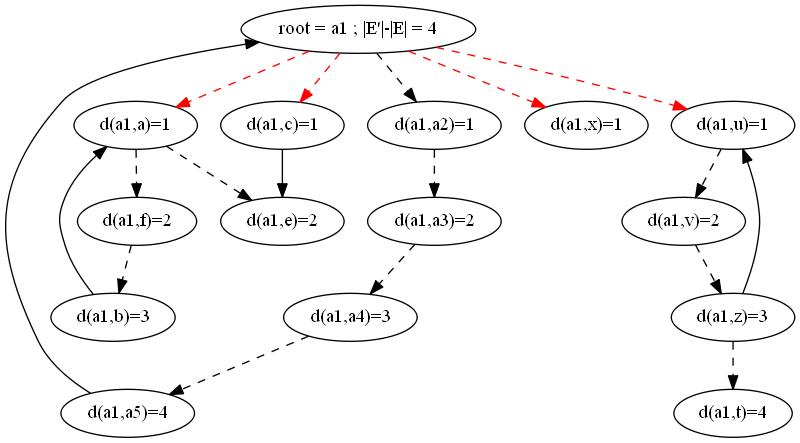 root = a1 ; |E'|-|E| = 4
d(a1,a)=1
d(a1,c)=1
d(a1,a2)=1
d(a1,x)=1
d(a1,u)=1
d(a1,f)=2
d(a1,e)=2
d(a1,a3)=2
d(a1,v)=2
d(a1,b)=3
d(a1,a4)=3
d(a1,z)=3
d(a1,a5)=4
d(a1,t)=4